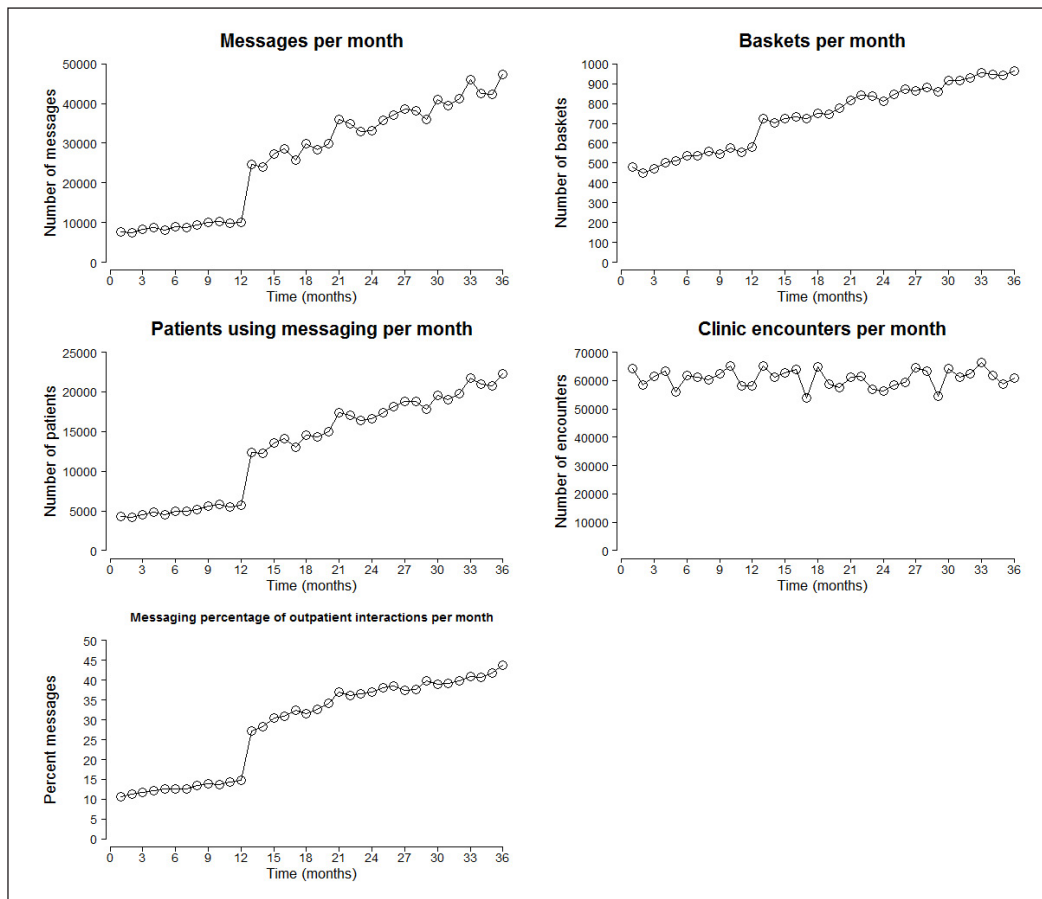 Messages per month
Number of messages
50000
40000
30000
20000
10000
0
0 3 6 9 12 15 18 21 24 27 30 33 36
Time (months)
Baskets per month
Number of baskets
1000
900
800
700
600
500
400
300
200
100
0
0 3 6 9 12 15 18 21 24 27 30 33 36
Time (months)
Patients using messaging per month
Number of patients
25000
20000
15000
10000
5000
0
0 3 6 9 12 15 18 21 24 27 30 33 36
Time (months)
Clinic encounters per month
Number of encounters
70000
60000
50000
40000
30000
20000
10000
0
0 3 6 9 12 15 18 21 24 27 30 33 36
Time (months)
Messaging percentage of outpatient interactions per month
Percent messages
50
45
40
35
30
25
20
15
10
5
0
0 3 6 9 12 15 18 21 24 27 30 33 36
Time (months)